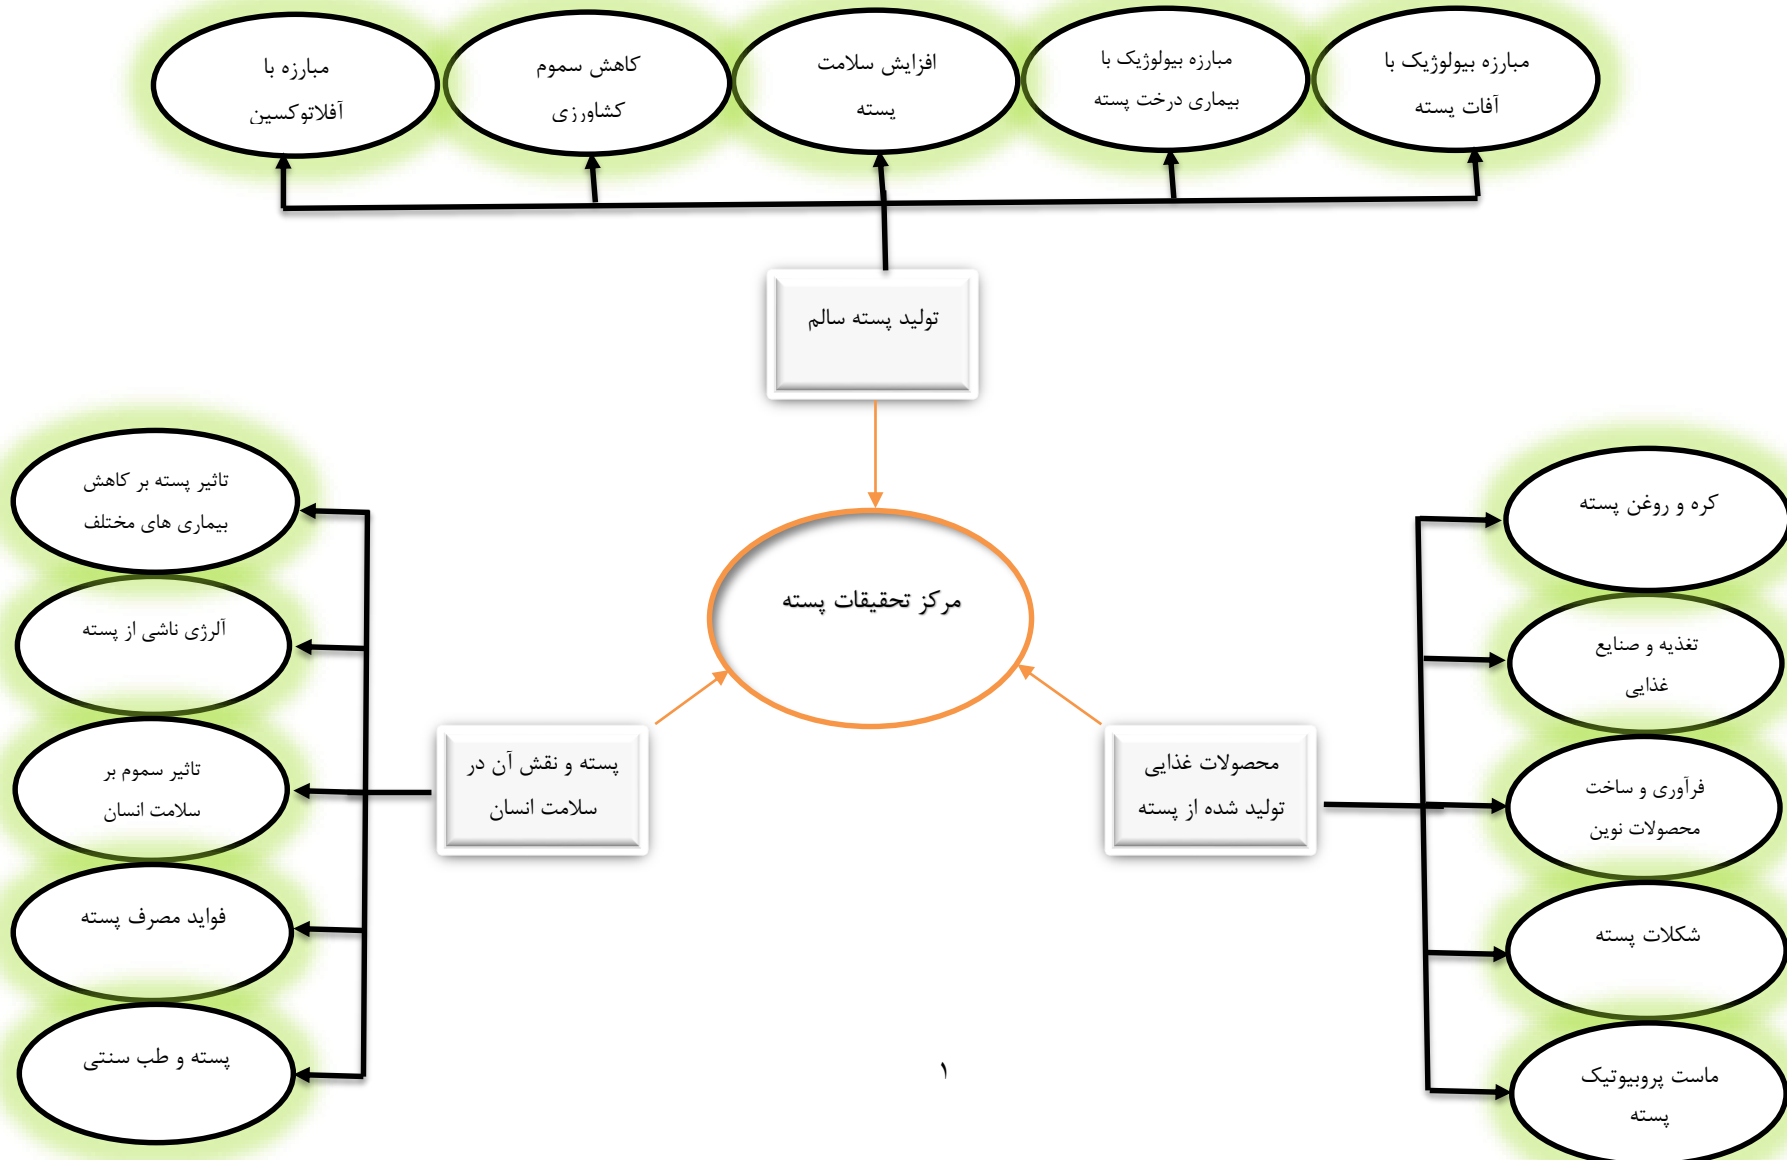 مبارزه بیولوژیک با
آفات پسته
مبارزه بیولوژیک با
بیماری درخت پسته
افزایش سلامت
پسته
کاهش سموم
کشاورزی
مبارزه با
آفلاتوکسین
تولید پسته سالم
مرکز تحقیقات پسته
محصولات غذایی
تولید شده از پسته
کره و روغن پسته
تغذیه و صنایع
غذایی
فرآوری و ساخت
محصولات نوین
شکلات پسته
ماست پروبیوتیک
پسته
پسته و نقش آن در
سلامت انسان
تاثیر پسته بر کاهش
بیماری های مختلف
آلرژی ناشی از پسته
تاثیر سموم بر
سلامت انسان
فواید مصرف پسته
پسته و طب سنتی
۱